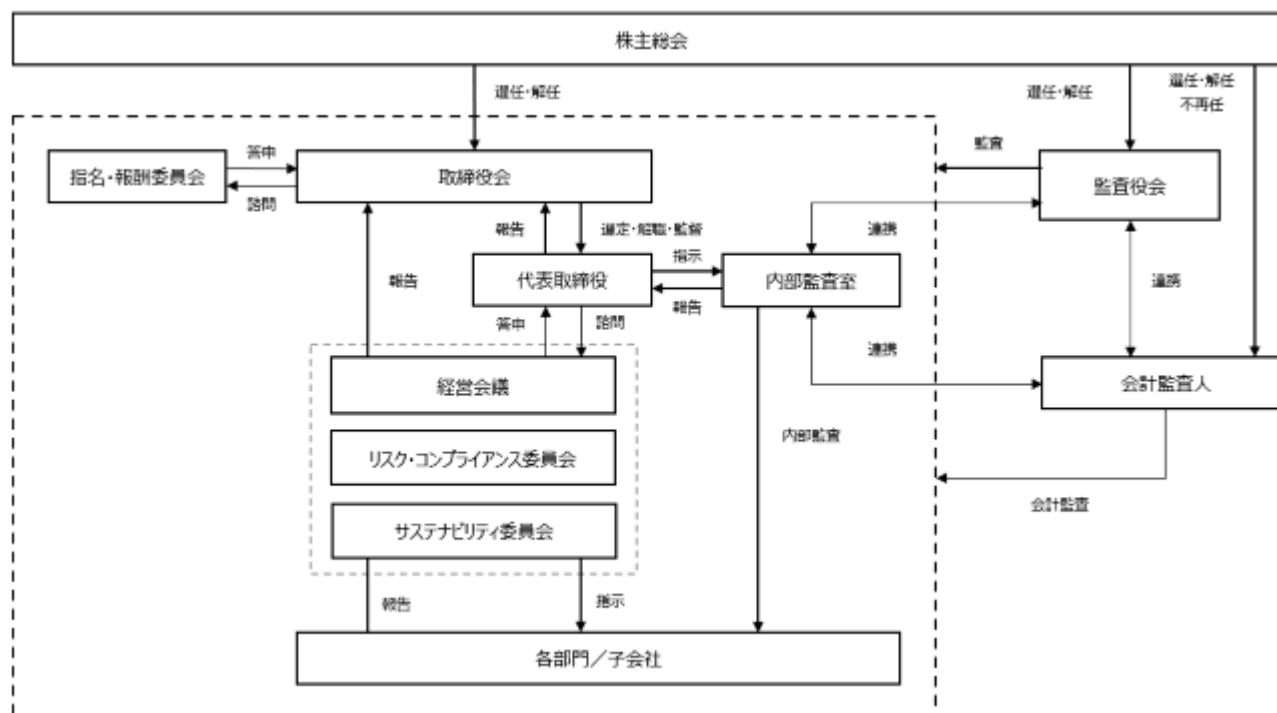 株主総会
選任・解任
選任・解任
選任・解任
不再任
監査
答申
指名・報酬委員会
取締役会
監査役会
諮問
報告
選定・解職・監督
連携
指示
報告
代表取締役
内部監査室
連携
報告
答申
諮問
連携
経営会議
会計監査人
内部監査
リスク・コンプライアンス委員会
会計監査
サステナビリティ委員会
報告
指示
各部門／子会社